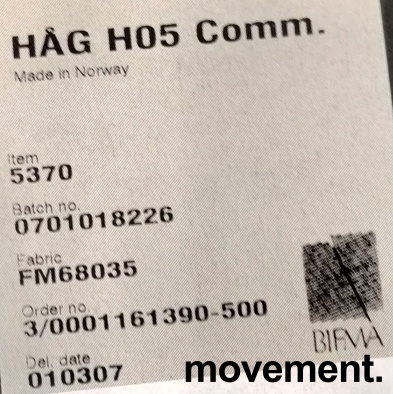 HÅG H05 Comm.
Made in Norway
Item
5370
Batch no.
0701018226
Fabric
FM68035
Order no.
3/0001161390-500
Del. date
010307
BIFMA
movement.